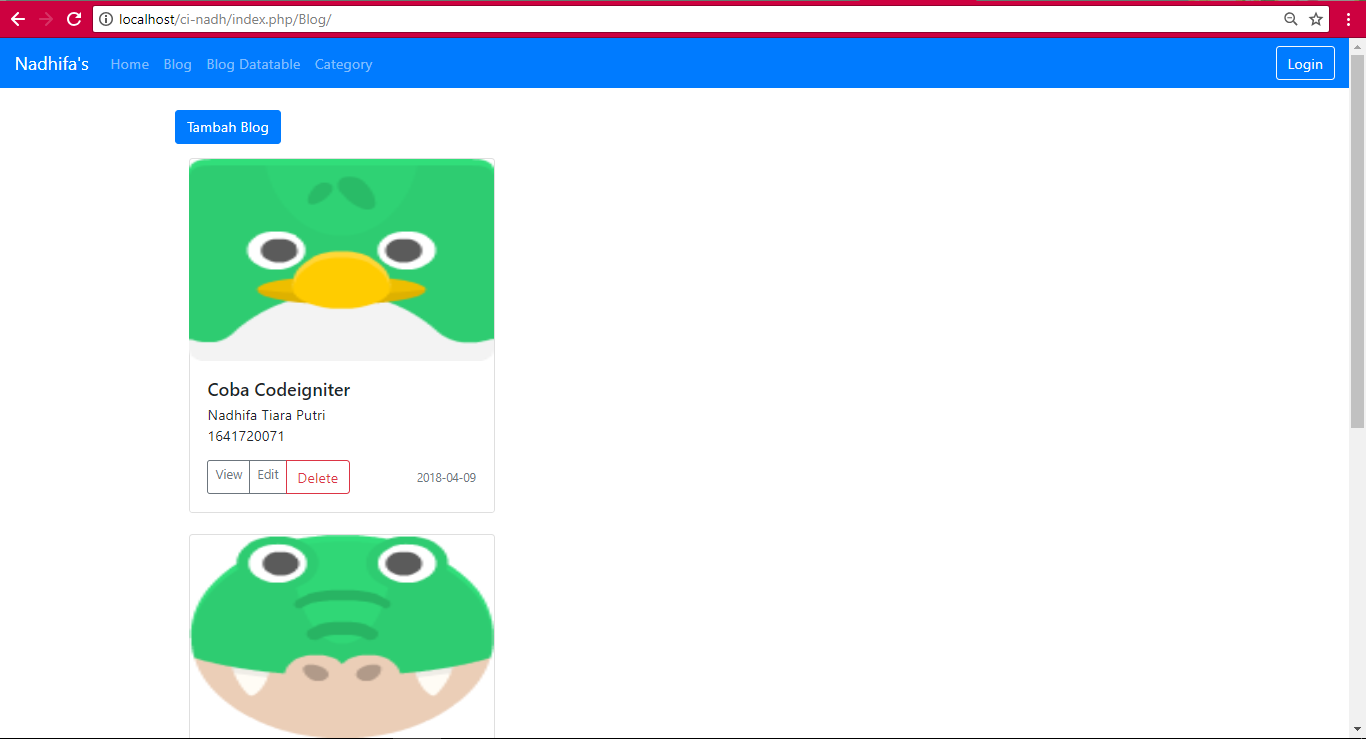 localhost/ci-nadh/index.php/Blog/
Nadhifa's Home Blog Blog Datatable Category Login
Tambah Blog
Coba Codeigniter
Nadhifa Tiara Putri
1641720071
View Edit Delete 2018-04-09